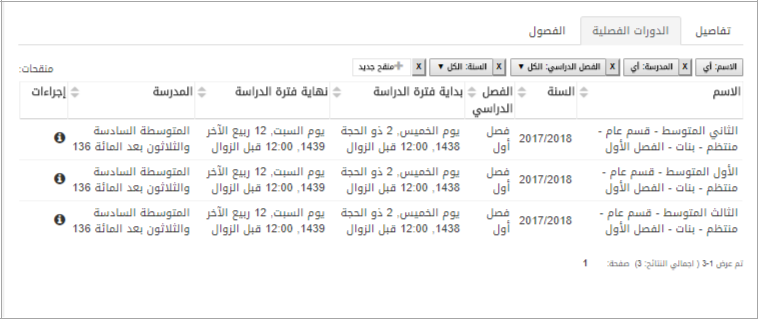 تفاصيل الدورات الفصلية الفصول
الاسم: أي X المدرسة: أي X الفصل الدراسي: الكل ▼ X السنة: الكل ▼ X +منقح جديد
منقحات:
الاسم السنة الفصل الدراسي بداية فترة الدراسة نهاية فترة الدراسة المدرسة إجراءات
الثاني المتوسط - قسم عام - منتظم - بنات - الفصل الأول 2017/2018 فصل أول يوم الخميس, 2 ذو الحجة 1438, 12:00 قبل الزوال يوم السبت, 12 ربيع الآخر 1439, 12:00 قبل الزوال المتوسطة السادسة والثلاثون بعد المائة 136
الأول المتوسط - قسم عام - منتظم - بنات - الفصل الأول 2017/2018 فصل أول يوم الخميس, 2 ذو الحجة 1438, 12:00 قبل الزوال يوم السبت, 12 ربيع الآخر 1439, 12:00 قبل الزوال المتوسطة السادسة والثلاثون بعد المائة 136
الثالث المتوسط - قسم عام - منتظم - بنات - الفصل الأول 2017/2018 فصل أول يوم الخميس, 2 ذو الحجة 1438, 12:00 قبل الزوال يوم السبت, 12 ربيع الآخر 1439, 12:00 قبل الزوال المتوسطة السادسة والثلاثون بعد المائة 136
تم عرض 1-3 ( اجمالي النتائج: 3) صفحة: 1